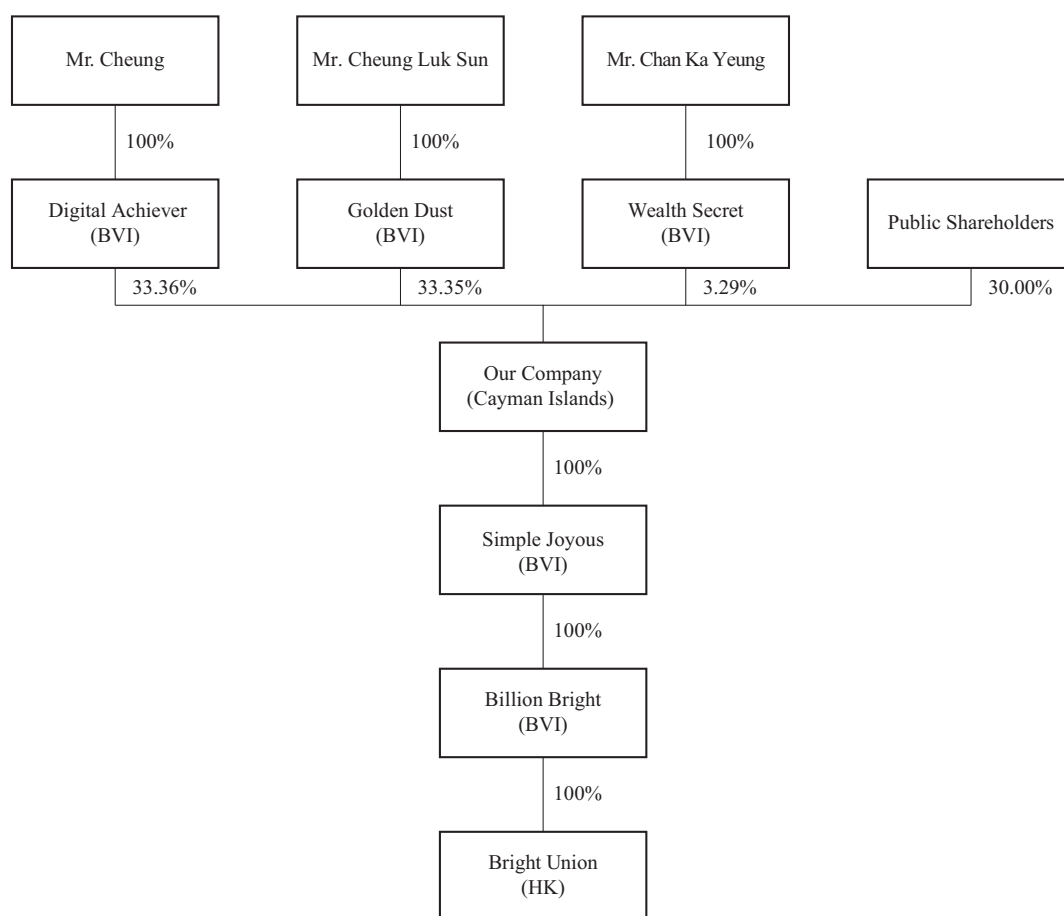 Mr. Cheung
Mr. Cheung Luk Sun
Mr. Chan Ka Yeung
100%
100%
100%
Digital Achiever
(BVI)
Golden Dust
(BVI)
Wealth Secret
(BVI)
Public Shareholders
33.36%
33.35%
3.29%
30.00%
Our Company
(Cayman Islands)
100%
Simple Joyous
(BVI)
100%
Billion Bright
(BVI)
100%
Bright Union
(HK)